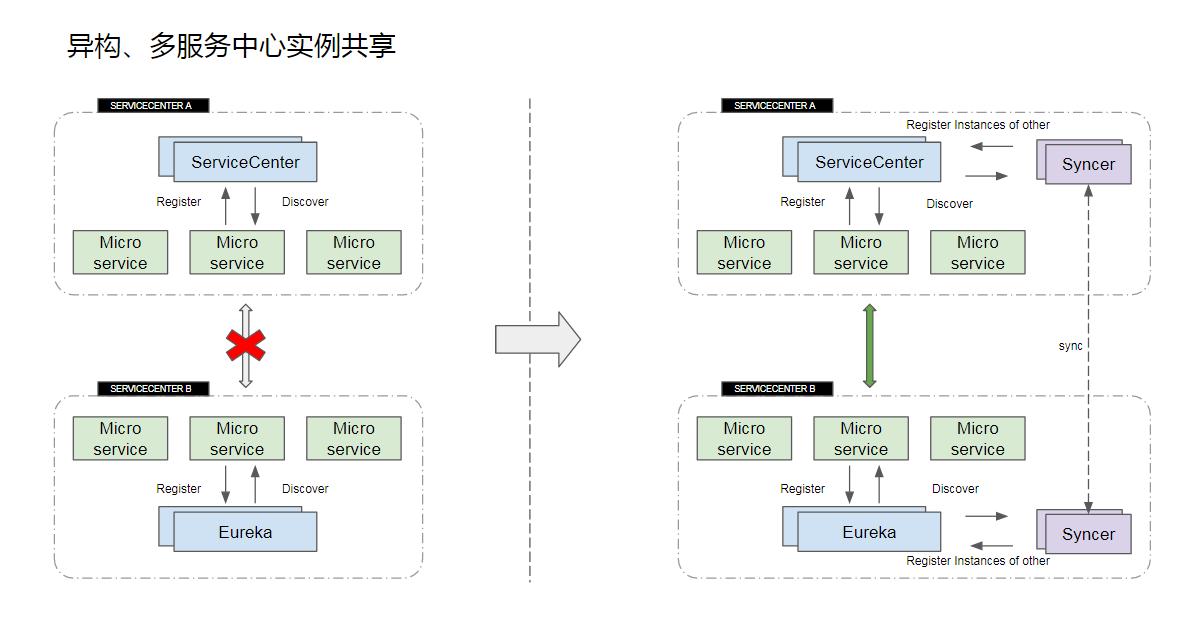 异构、多服务中心实例共享
SERVICECENTER A
ServiceCenter
Register
Discover
Micro
service
Micro
service
Micro
service
SERVICECENTER B
Micro
service
Micro
service
Micro
service
Register
Discover
Eureka
SERVICECENTER A
Register Instances of other
ServiceCenter
Syncer
Register
Discover
Micro
service
Micro
service
Micro
service
sync
SERVICECENTER B
Micro
service
Micro
service
Micro
service
Register
Discover
Eureka
Syncer
Register Instances of other